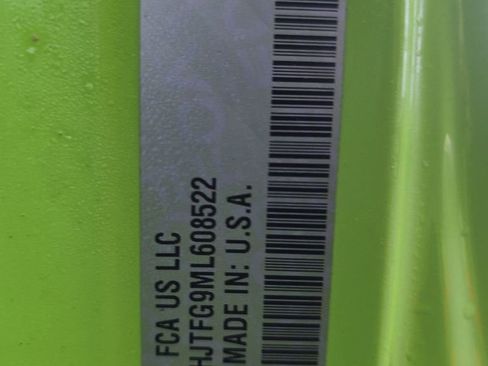 FCA US LLC
HJTFG9ML608522
MADE IN: U.S.A.